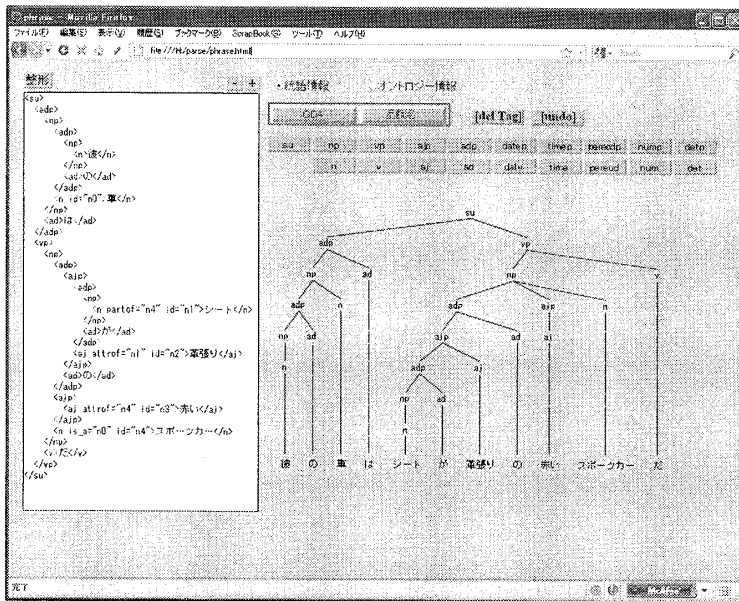 phrase - Mozilla Firefox
ファイル(F) 編集(E) 表示(V) 履歴(S) ブックマーク(B) ScrapBook(S) ツール(T) ヘルプ(H)
file:///H:/parse/phrase.html
整形 - +
・統語情報 オントロジー情報
GDA [del Tag] [undo]
su np vp ajp adp datep timep pereodp nump detp
n v aj ad date time pereod num det
<su>
<adp>
<np>
<adp>
<np>
<n>彼</n>
</np>
<ad>の</ad>
</adp>
<n id="n0">車</n>
</np>
<ad>は</ad>
</adp>
<vp>
<np>
<adp>
<ajp>
<adp>
<np>
<n partof="n4" id="n1">シート</n>
</np>
<ad>が</ad>
</adp>
<aj attrof="n1" id="n2">革張り</aj>
</ajp>
<ad>の</ad>
</adp>
<ajp>
<aj attrof="n4" id="n3">赤い</aj>
</ajp>
<n is_a="n0" id="n4">スポーツカー</n>
</np>
<v>だ</v>
</vp>
</su>
su
adp vp
np ad np v
adp n adp ajp n
np ad ajp ad aj
n adp aj
np ad
n
彼 の 車 は シート が 革張り の 赤い スポーツカー だ
完了
McAfee